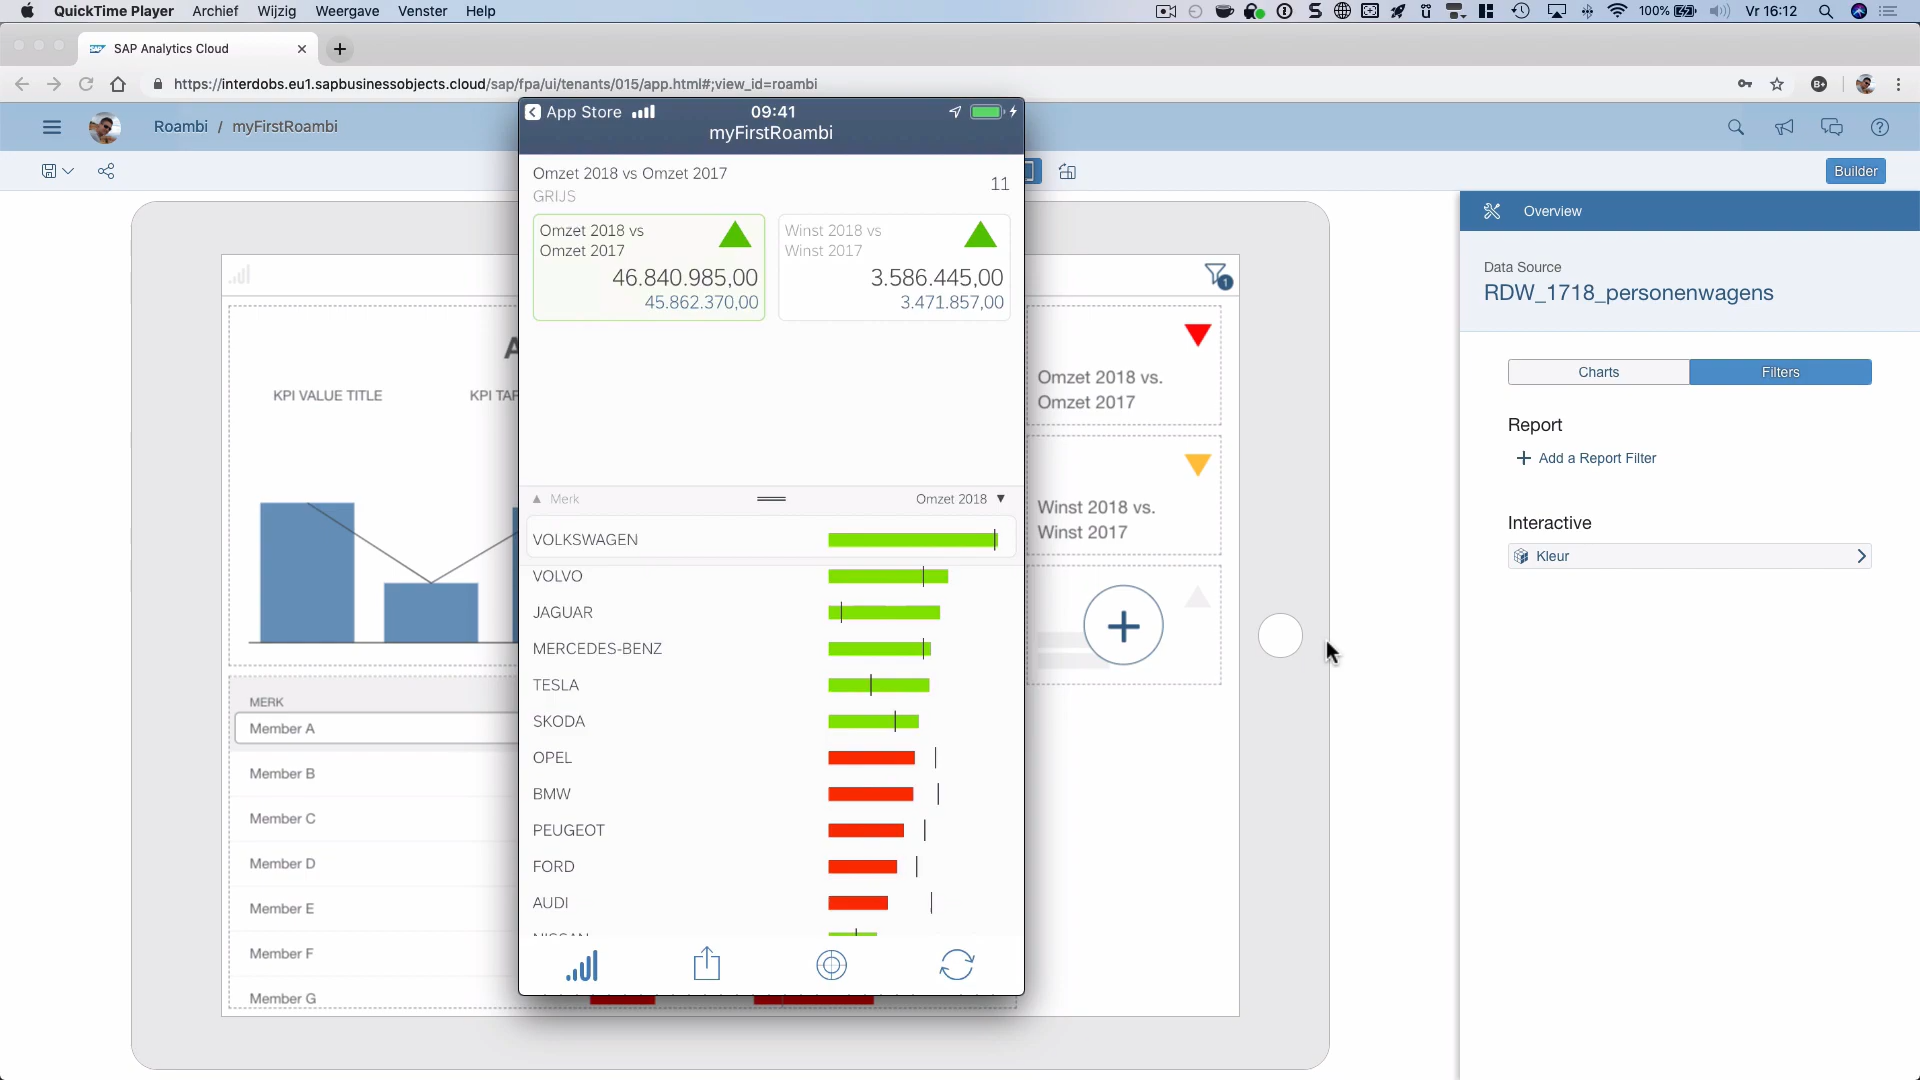 QuickTime Player Archief Wijzig Weergave Venster Help 100% Vr 16:12
SAP Analytics Cloud
https://interdobs.eu1.sapbusinessobjects.cloud/sap/fpa/ui/tenants/015/app.html#;view_id=roambi
Roambi / myFirstRoambi
Builder
App Store 09:41
myFirstRoambi
Omzet 2018 vs Omzet 2017
GRIJS
11
Omzet 2018 vs
Omzet 2017
46.840.985,00
45.862.370,00
Winst 2018 vs
Winst 2017
3.586.445,00
3.471.857,00
Merk Omzet 2018
VOLKSWAGEN
VOLVO
JAGUAR
MERCEDES-BENZ
TESLA
SKODA
OPEL
BMW
PEUGEOT
FORD
AUDI
KPI VALUE TITLE
MERK
Member A
Member B
Member C
Member D
Member E
Member F
Member G
1
Omzet 2018 vs.
Omzet 2017
Winst 2018 vs.
Winst 2017
Overview
Data Source
RDW_1718_personenwagens
Charts Filters
Report
Add a Report Filter
Interactive
Kleur